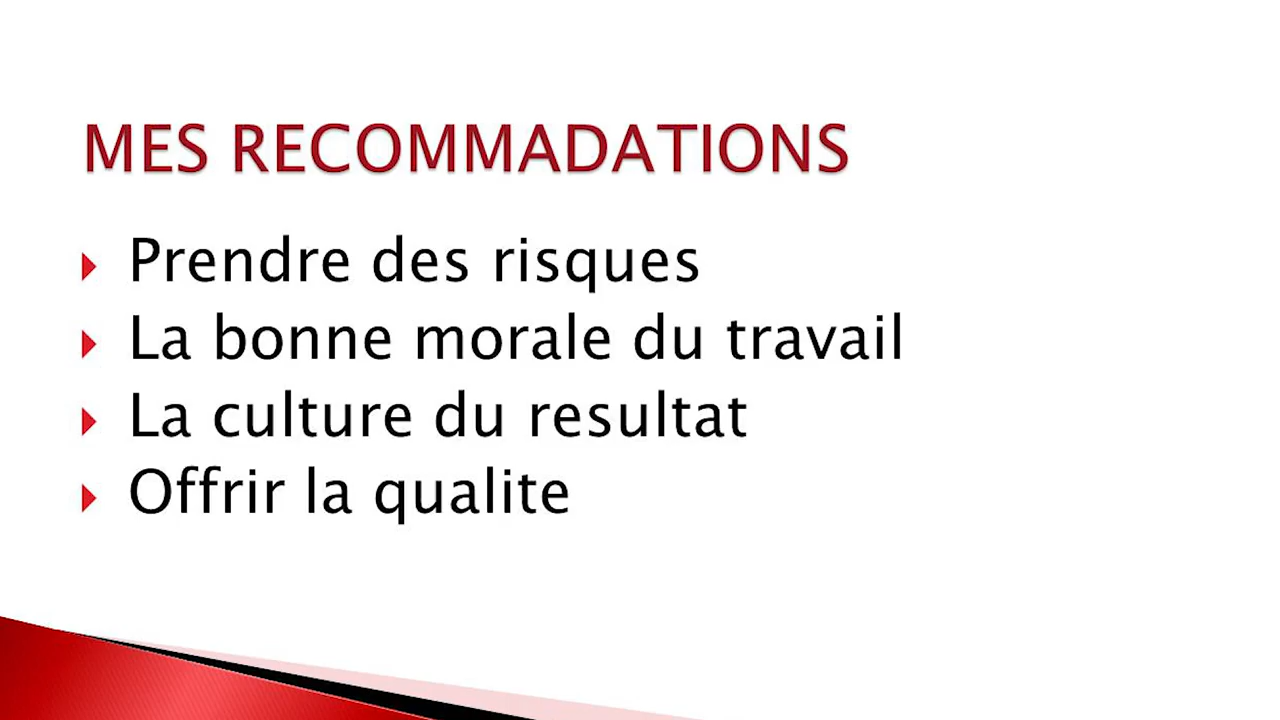 MES RECOMMADATIONS
Prendre des risques
La bonne morale du travail
La culture du resultat
Offrir la qualite